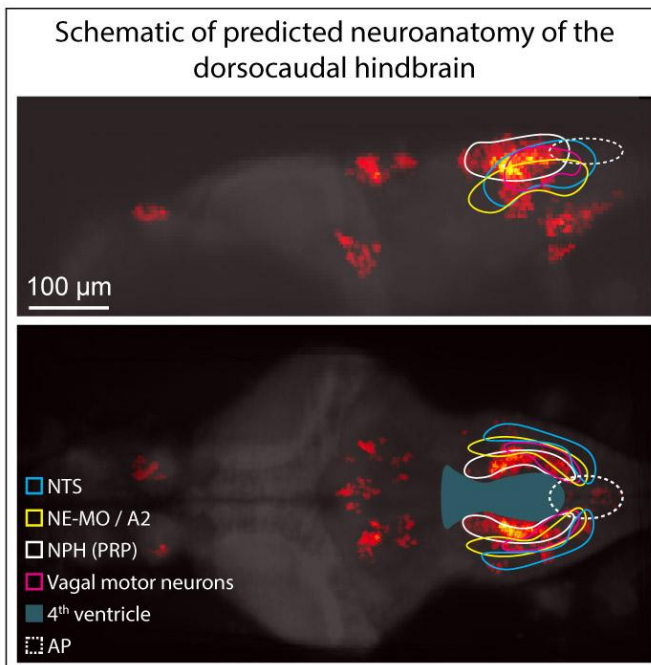 Schematic of predicted neuroanatomy of the
dorsocaudal hindbrain
100 µm
NTS
NE-MO / A2
NPH (PRP)
Vagal motor neurons
4th ventricle
AP